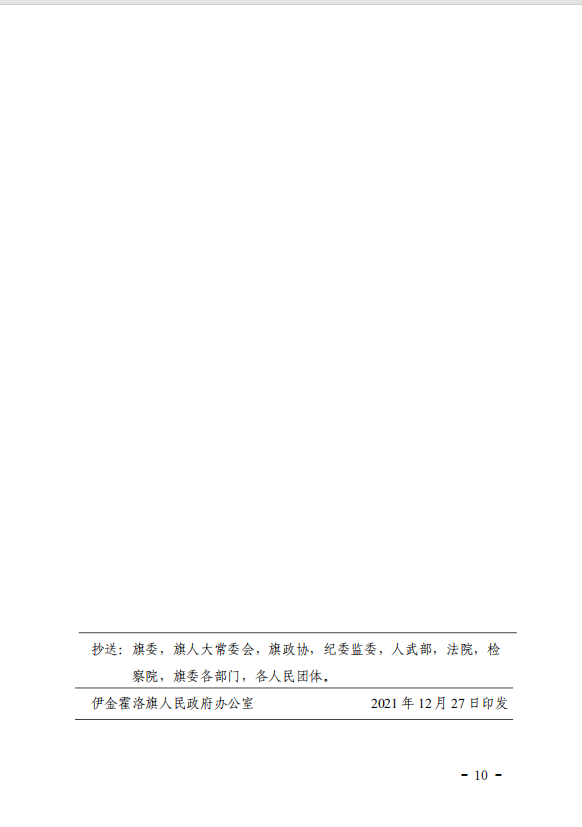 抄送：旗委，旗人大常委会，旗政协，纪委监委，人武部，法院，检
察院，旗委各部门，各人民团体。
伊金霍洛旗人民政府办公室 2021年12月27日印发
- 10 -